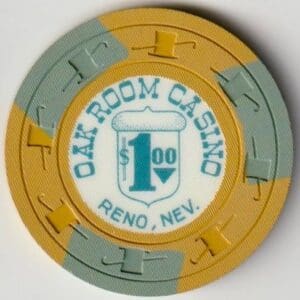 OAK ROOM CASINO
$1.00
RENO, NEV.